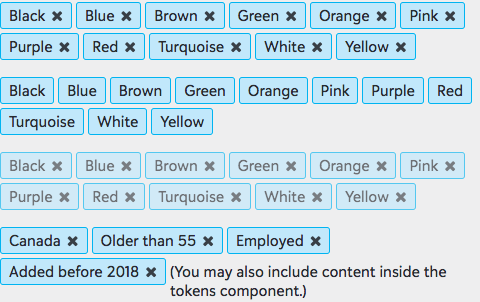 Black ✖ Blue ✖ Brown ✖ Green ✖ Orange ✖ Pink ✖
Purple ✖ Red ✖ Turquoise ✖ White ✖ Yellow ✖
Black Blue Brown Green Orange Pink Purple Red
Turquoise White Yellow
Black ✖ Blue ✖ Brown ✖ Green ✖ Orange ✖ Pink ✖
Purple ✖ Red ✖ Turquoise ✖ White ✖ Yellow ✖
Canada ✖ Older than 55 ✖ Employed ✖
Added before 2018 ✖ (You may also include content inside the
tokens component.)